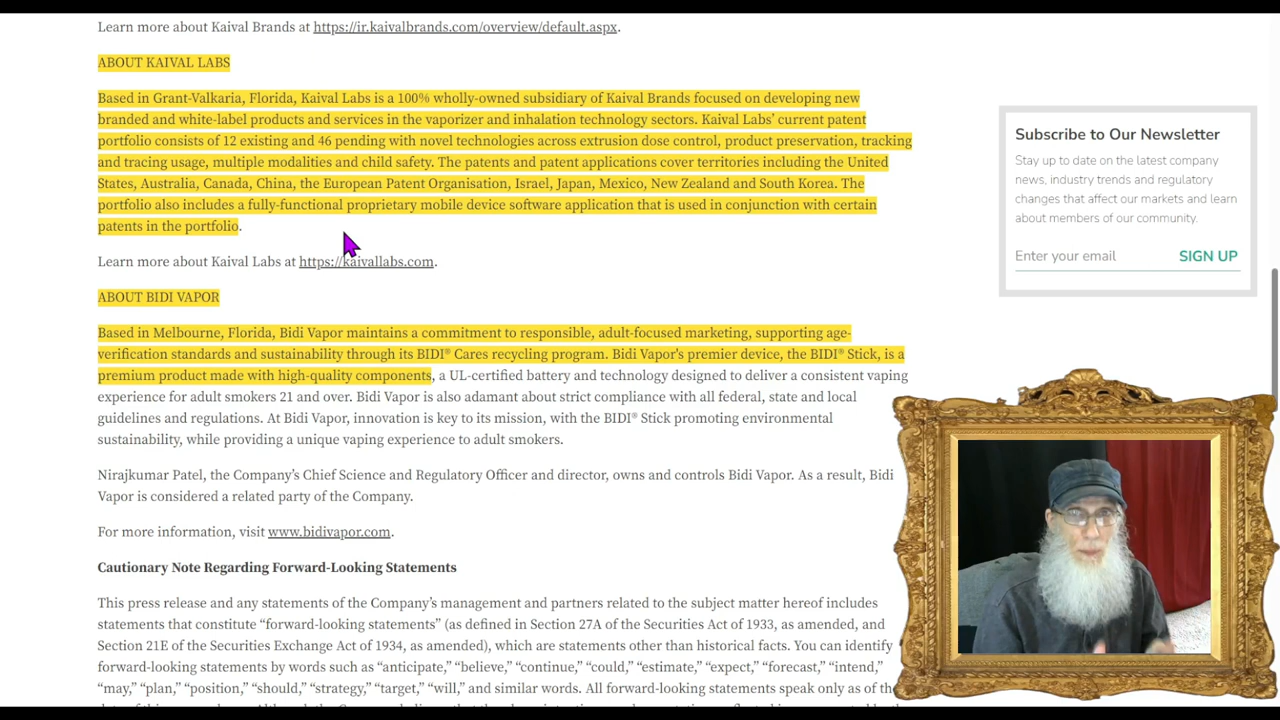 Learn more about Kaival Brands at https://ir.kaivalbrands.com/overview/default.aspx.
ABOUT KAIVAL LABS
Based in Grant-Valkaria, Florida, Kaival Labs is a 100% wholly-owned subsidiary of Kaival Brands focused on developing new
branded and white-label products and services in the vaporizer and inhalation technology sectors. Kaival Labs’ current patent
portfolio consists of 12 existing and 46 pending with novel technologies across extrusion dose control, product preservation, tracking
and tracing usage, multiple modalities and child safety. The patents and patent applications cover territories including the United
States, Australia, Canada, China, the European Patent Organisation, Israel, Japan, Mexico, New Zealand and South Korea. The
portfolio also includes a fully-functional proprietary mobile device software application that is used in conjunction with certain
patents in the portfolio.
Learn more about Kaival Labs at https://kaivallabs.com.
ABOUT BIDI VAPOR
Based in Melbourne, Florida, Bidi Vapor maintains a commitment to responsible, adult-focused marketing, supporting age-
verification standards and sustainability through its BIDI® Cares recycling program. Bidi Vapor's premier device, the BIDI® Stick, is a
premium product made with high-quality components, a UL-certified battery and technology designed to deliver a consistent vaping
experience for adult smokers 21 and over. Bidi Vapor is also adamant about strict compliance with all federal, state and local
guidelines and regulations. At Bidi Vapor, innovation is key to its mission, with the BIDI® Stick promoting environmental
sustainability, while providing a unique vaping experience to adult smokers.
Nirajkumar Patel, the Company’s Chief Science and Regulatory Officer and director, owns and controls Bidi Vapor. As a result, Bidi
Vapor is considered a related party of the Company.
For more information, visit www.bidivapor.com.
Cautionary Note Regarding Forward-Looking Statements
This press release and any statements of the Company’s management and partners related to the subject matter hereof includes
statements that constitute “forward-looking statements” (as defined in Section 27A of the Securities Act of 1933, as amended, and
Section 21E of the Securities Exchange Act of 1934, as amended), which are statements other than historical facts. You can identify
forward-looking statements by words such as “anticipate,” “believe,” “continue,” “could,” “estimate,” “expect,” “forecast,” “intend,”
“may,” “plan,” “position,” “should,” “strategy,” “target,” “will,” and similar words. All forward-looking statements speak only as of the
Subscribe to Our Newsletter
Stay up to date on the latest company
news, industry trends and regulatory
changes that affect our markets and learn
about members of our community.
Enter your email SIGN UP